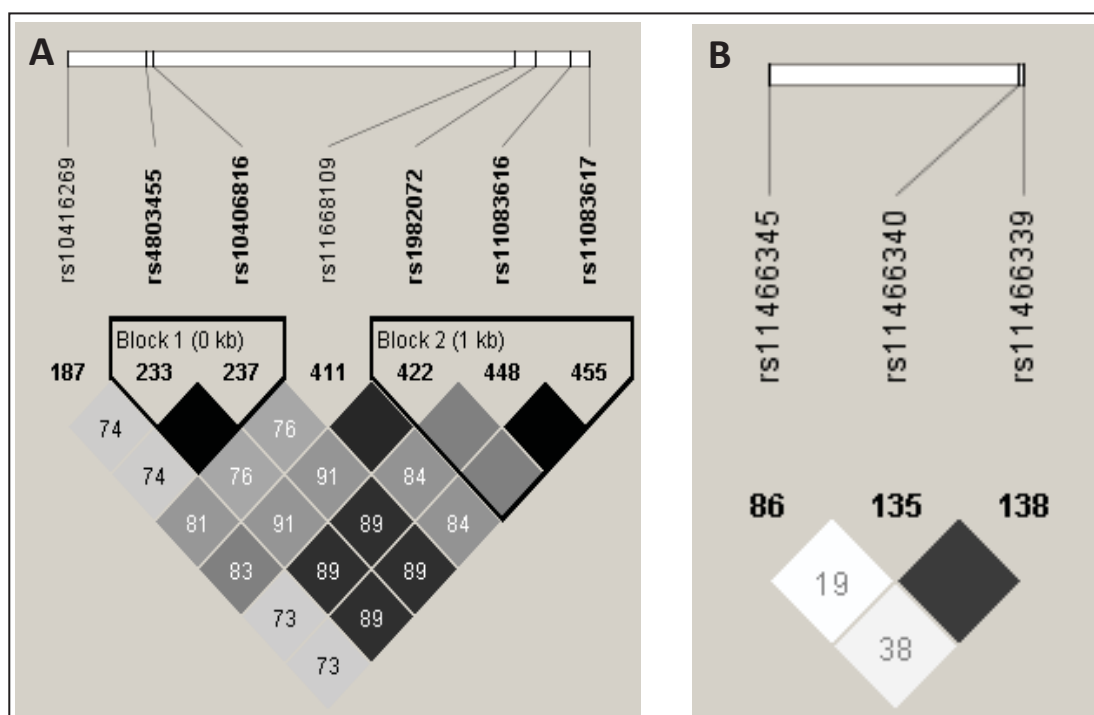 A
rs10416269 rs4803455 rs10406816 rs11668109 rs1982072 rs11083616 rs11083617
Block 1 (0 kb) Block 2 (1 kb)
187 233 237 411 422 448 455
74 76
74 76 91 84
81 91 89 84
83 89 89
73 89
73
B
rs11466345 rs11466340 rs11466339
86 135 138
19
38